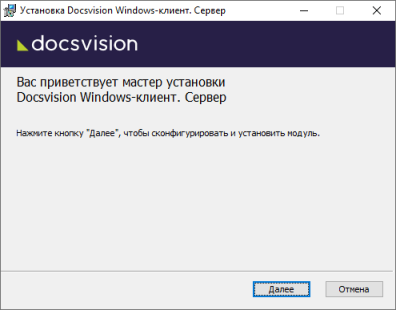 Установка Docsvision Windows-клиент. Сервер
docsvision
Вас приветствует мастер установки
Docsvision Windows-клиент. Сервер
Нажмите кнопку "Далее", чтобы сконфигурировать и установить модуль.
Далее
Отмена